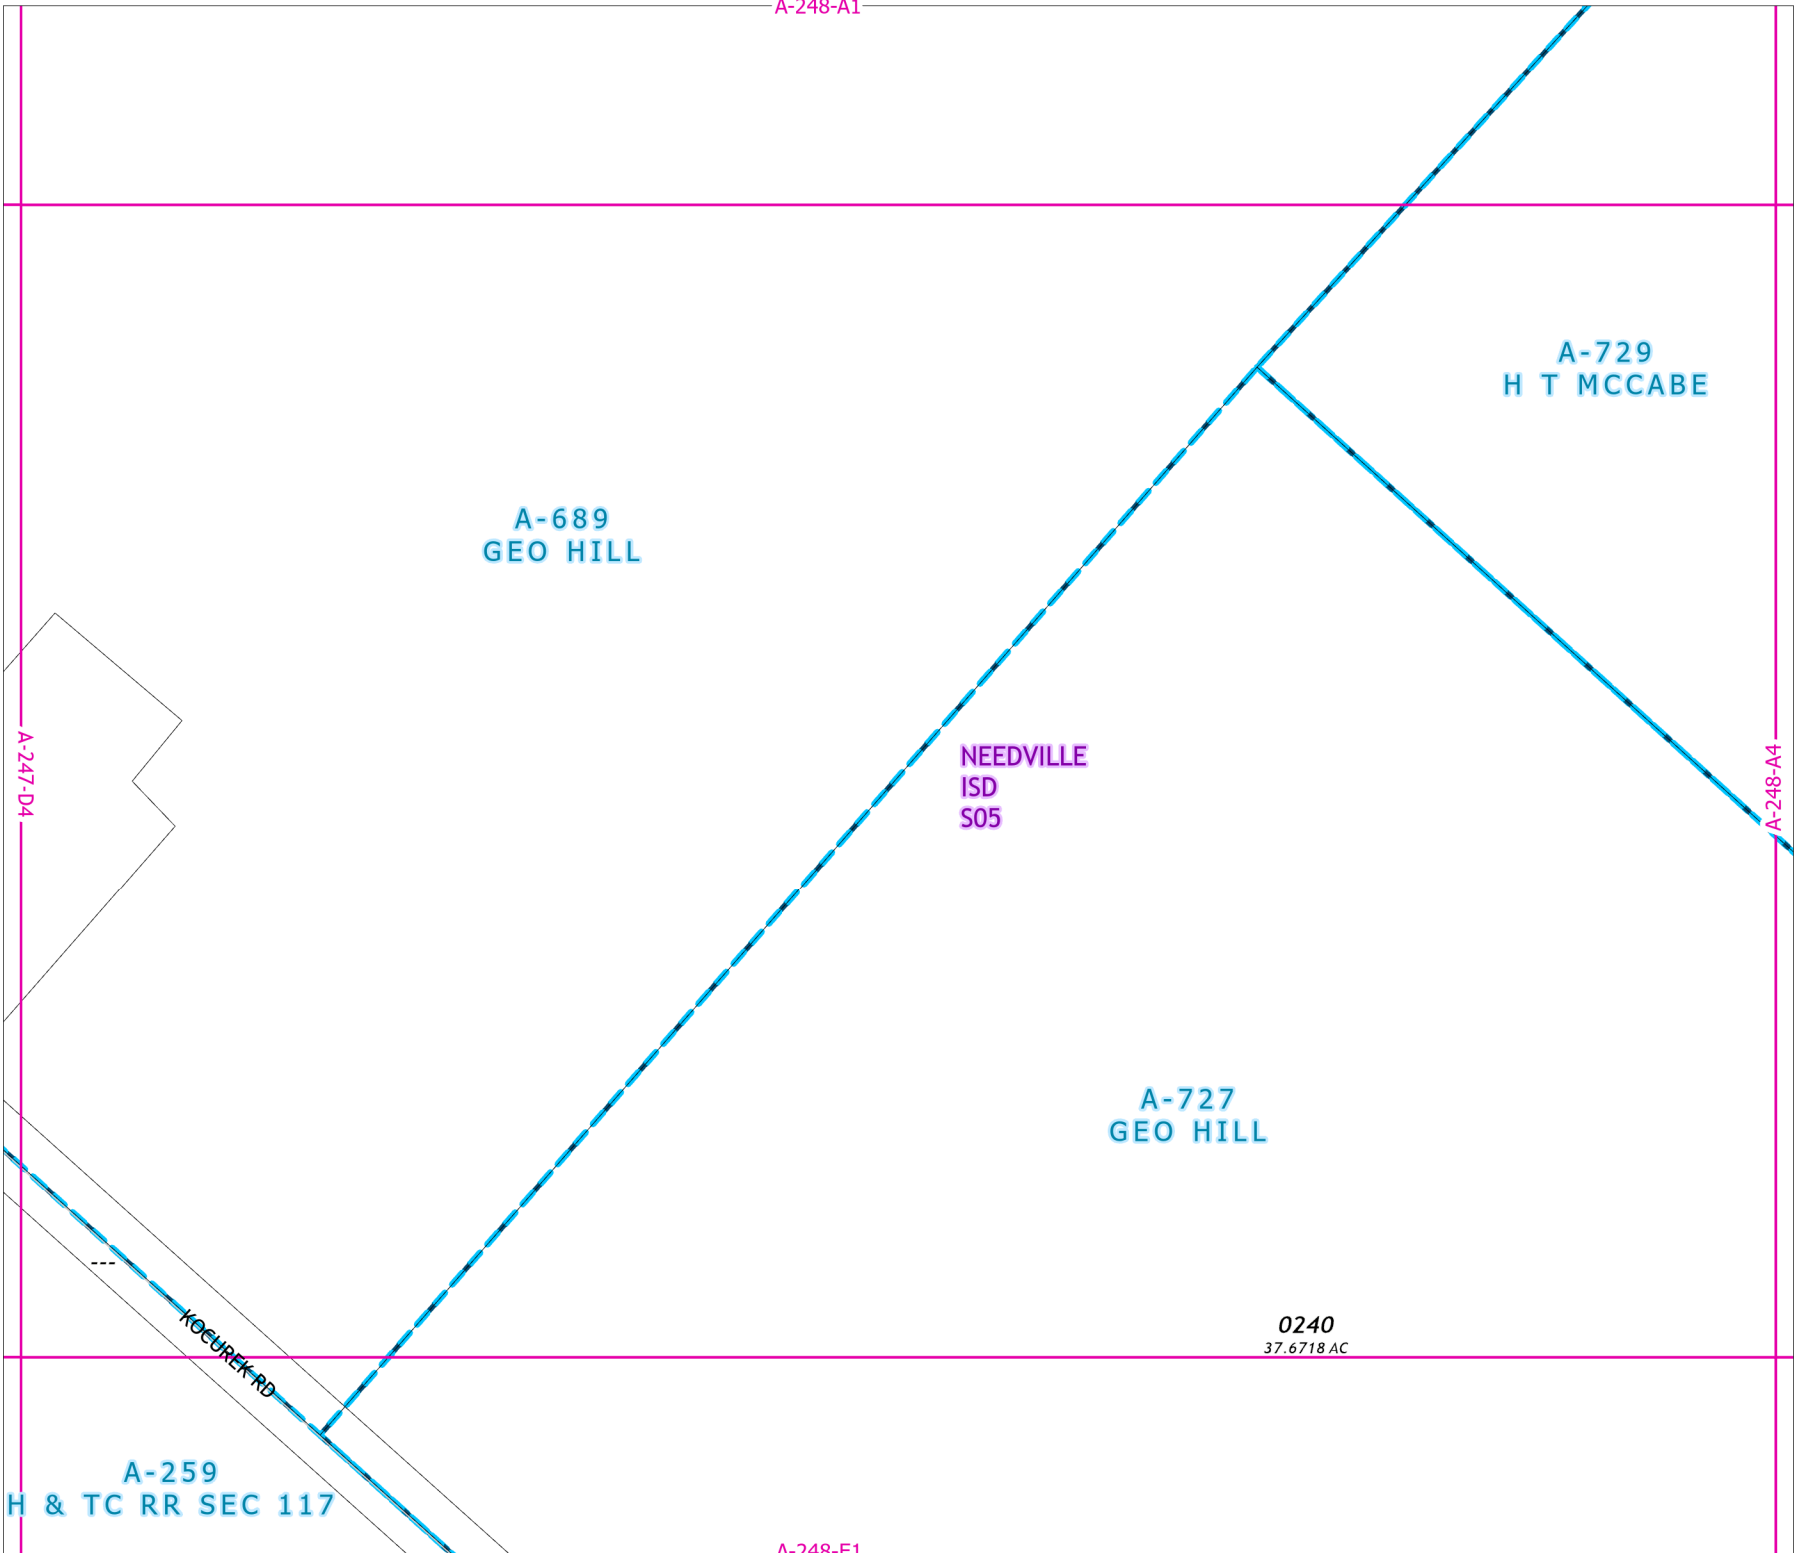 A-248-A1
A-729
H T MCCABE
A-689
GEO HILL
A-247-D4
NEEDVILLE
ISD
S05
A-248-A4
A-727
GEO HILL
---
KOCUREK RD
0240
37.6718 AC
A-259
H & TC RR SEC 117
A-248-E1